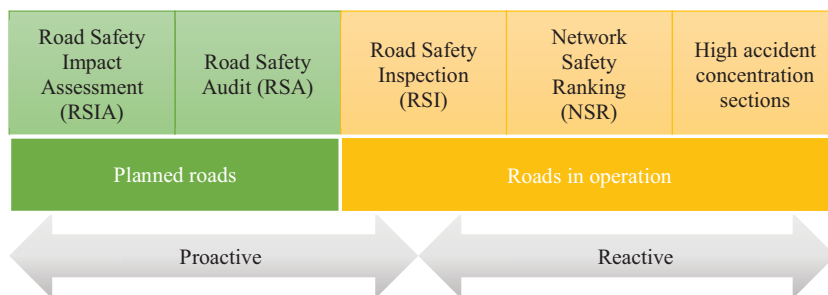 Road Safety
Impact
Assessment
(RSIA)
Road Safety
Audit (RSA)
Road Safety
Inspection
(RSI)
Network
Safety
Ranking
(NSR)
High accident
concentration
sections
Planned roads
Roads in operation
Proactive
Reactive